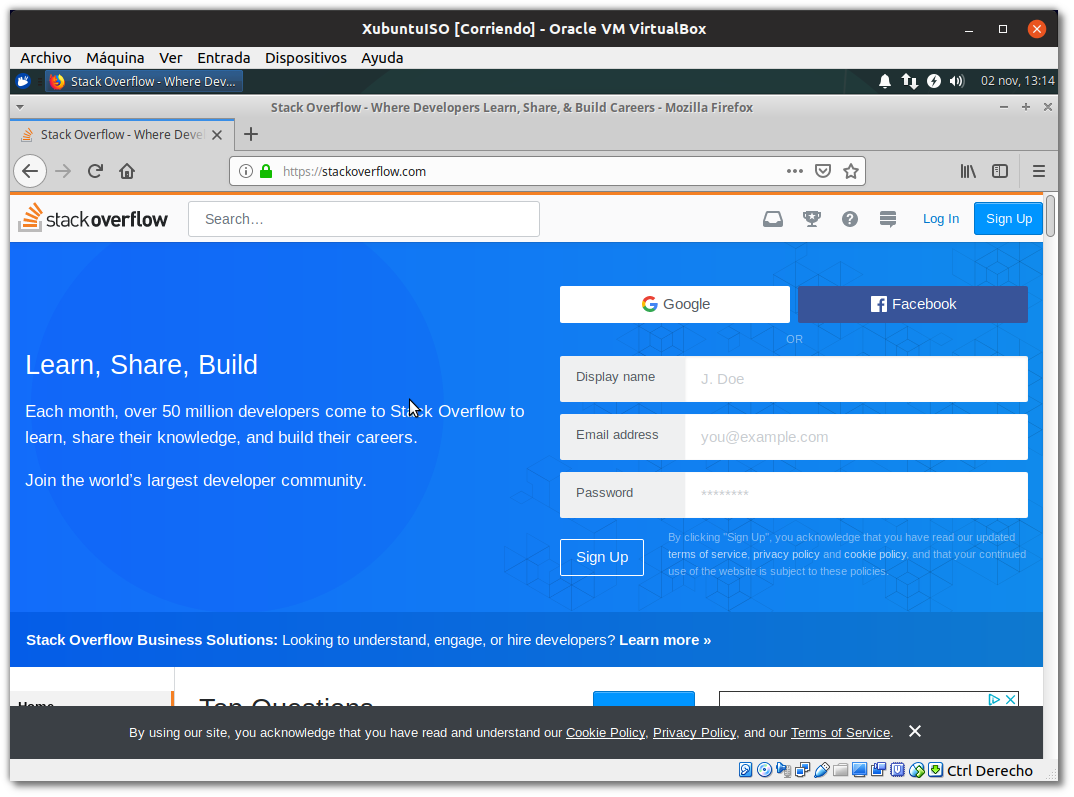 XubuntuISO [Corriendo] - Oracle VM VirtualBox
Archivo Máquina Ver Entrada Dispositivos Ayuda
Stack Overflow - Where Dev... 02 nov, 13:14
Stack Overflow - Where Developers Learn, Share, & Build Careers - Mozilla Firefox
Stack Overflow - Where Devel
https://stackoverflow.com
stackoverflow Search... Log In Sign Up
Google Facebook
OR
Learn, Share, Build
Each month, over 50 million developers come to Stack Overflow to
learn, share their knowledge, and build their careers.
Join the world's largest developer community.
Display name J. Doe
Email address you@example.com
Password ********
Sign Up
By clicking "Sign Up", you acknowledge that you have read our updated
terms of service, privacy policy and cookie policy, and that your continued
use of the website is subject to these policies.
Stack Overflow Business Solutions: Looking to understand, engage, or hire developers? Learn more »
Home Top Questions
By using our site, you acknowledge that you have read and understand our Cookie Policy, Privacy Policy, and our Terms of Service.
Ctrl Derecho